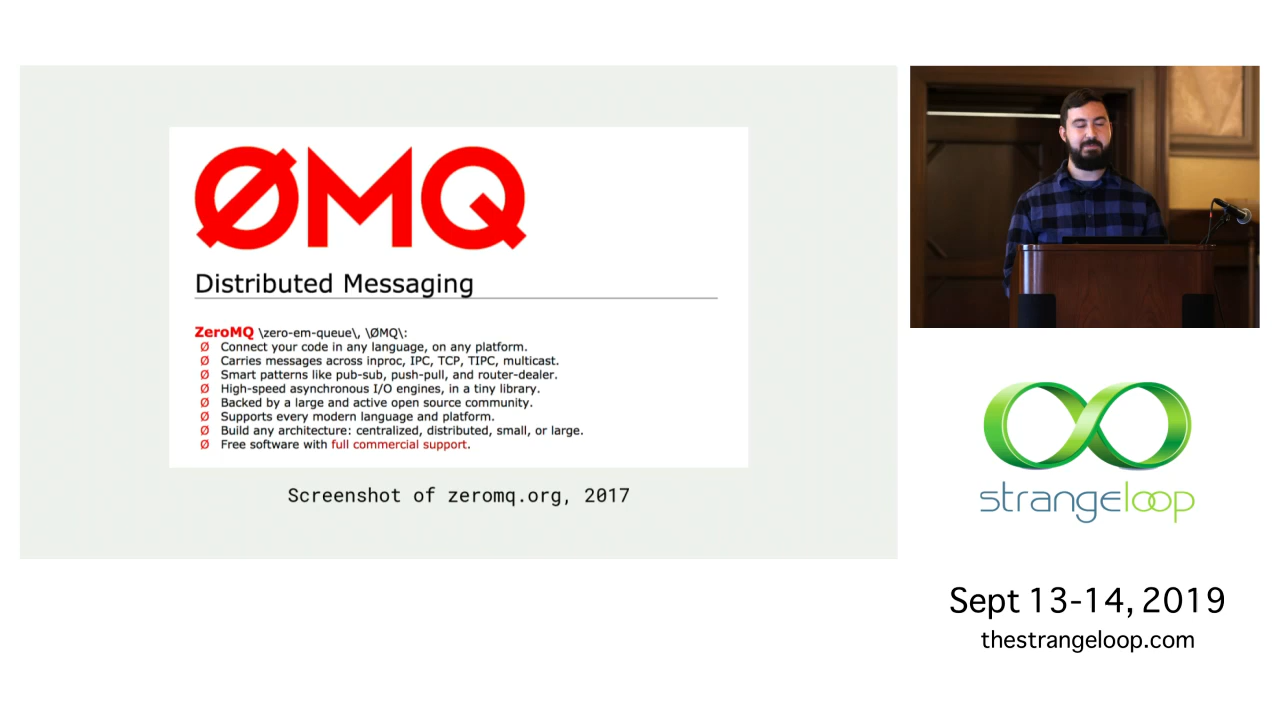 ØMQ
Distributed Messaging
ZeroMQ \zero-em-queue\, \ØMQ\:
Ø Connect your code in any language, on any platform.
Ø Carries messages across inproc, IPC, TCP, TIPC, multicast.
Ø Smart patterns like pub-sub, push-pull, and router-dealer.
Ø High-speed asynchronous I/O engines, in a tiny library.
Ø Backed by a large and active open source community.
Ø Supports every modern language and platform.
Ø Build any architecture: centralized, distributed, small, or large.
Ø Free software with full commercial support.
Screenshot of zeromq.org, 2017
strangeloop
Sept 13-14, 2019
thestrangeloop.com